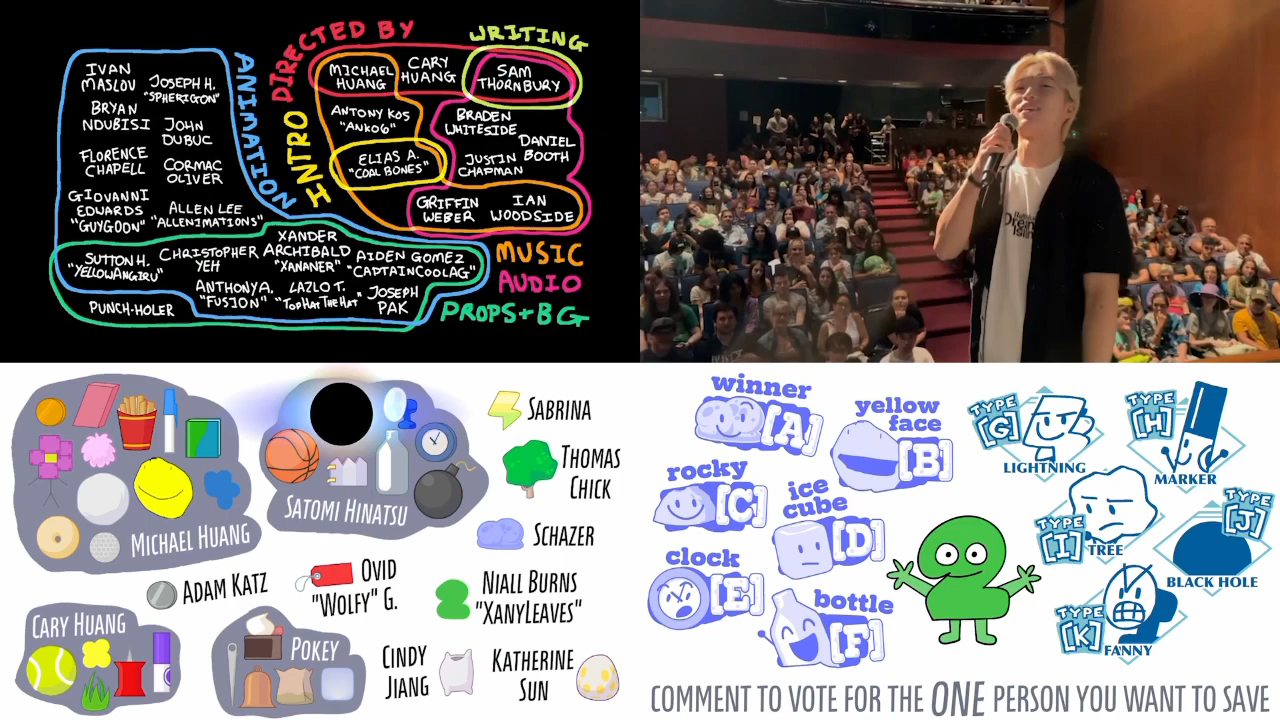 DIRECTED BY
WRITING
MICHAEL
HUANG
CARY
HUANG
SAM
THORNBURY
INTRO
ANTONY KOS
"ANKOG"
ELIAS A.
"COAL BONES"
BRADEN
WHITESIDE
DANIEL
BOOTH
JUSTIN
CHAPMAN
GRIFFIN
WEBER
IAN
WOODSIDE
ANIMATION
IVAN
MASLOV
JOSEPH H.
"SPHERIGON"
BRYAN
NDUBISI
JOHN
DUBUC
FLORENCE
CHAPELL
CORMAC
OLIVER
GIOVANNI
EDWARDS
"GUYGOON"
ALLEN LEE
"ALLENIMATIONS"
SUTTON H.
"YELLOWANGIRU"
CHRISTOPHER
YEH
XANDER
ARCHIBALD
"XANANER"
AIDEN GOMEZ
"CAPTAINCOOLAG"
PUNCH-HOLER
ANTHONY A.
"FUSION"
LAZLO T.
"TOPHATTHEHAT"
JOSEPH
PAK
MUSIC
AUDIO
PROPS+BG
MICHAEL HUANG
SATOMI HINATSU
SABRINA
THOMAS
CHICK
SCHAZER
ADAM KATZ
OVID
"WOLFY" G.
NIALL BURNS
"XANYLEAVES"
CARY HUANG
POKEY
CINDY
JIANG
KATHERINE
SUN
winner
[A]
yellow
face
[B]
rocky
[C]
ice
cube
[D]
clock
[E]
bottle
[F]
TYPE
[G]
LIGHTNING
TYPE
[H]
MARKER
TYPE
[I]
TREE
TYPE
[J]
BLACK HOLE
TYPE
[K]
FANNY
COMMENT TO VOTE FOR THE ONE PERSON YOU WANT TO SAVE